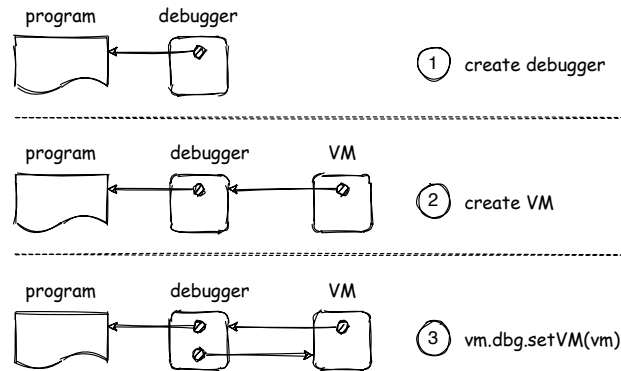 program debugger
1 create debugger
program debugger VM
2 create VM
program debugger VM
3 vm.dbg.setVM(vm)